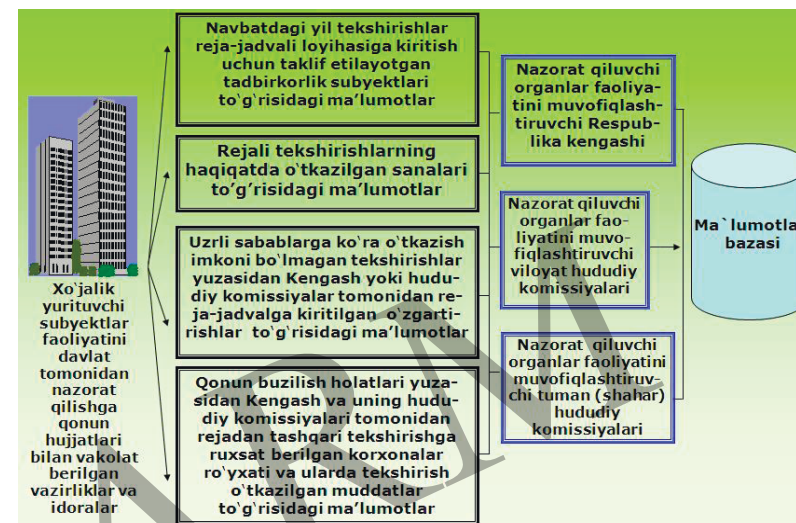 Xo`jalik
yurituvchi
subyektlar
faoliyatini
davlat
tomonidan
nazorat
qilishga
qonun
hujjatlari
bilan vakolat
berilgan
vazirliklar va
idoralar
Navbatdagi yil tekshirishlar
reja-jadvali loyihasiga kiritish
uchun taklif etilayotgan
tadbirkorlik subyektlari
to`g`risidagi ma’lumotlar
Rejali tekshirishlarning
haqiqatda o`tkazilgan sanalari
to’g’risidagi ma’lumotlar
Uzrli sabablarga ko`ra o`tkazish
imkoni bo`lmagan tekshirishlar
yuzasidan Kengash yoki hudu-
diy komissiyalar tomonidan re-
ja-jadvalga kiritilgan o`zgarti-
rishlar to`g`risidagi ma’lumotlar
Qonun buzilish holatlari yuza-
sidan Kengash va uning hudu-
diy komissiyalari tomonidan
rejadan tashqari tekshirishga
ruxsat berilgan korxonalar
ro`yxati va ularda tekshirish
o`tkazilgan muddatlar
to`g`risidagi ma’lumotlar
Nazorat qiluvchi
organlar faoliya-
tini muvofiqlash-
tiruvchi Respub-
lika kengashi
Nazorat qiluvchi
organlar fao-
liyatini muvo-
fiqlashtiruvchi
viloyat hududiy
komissiyalari
Nazorat qiluvchi
organlar faoliyatini
muvofiqlashtiruv-
chi tuman (shahar)
hududiy
komissiyalari
Ma`lumotla
bazasi
ARM